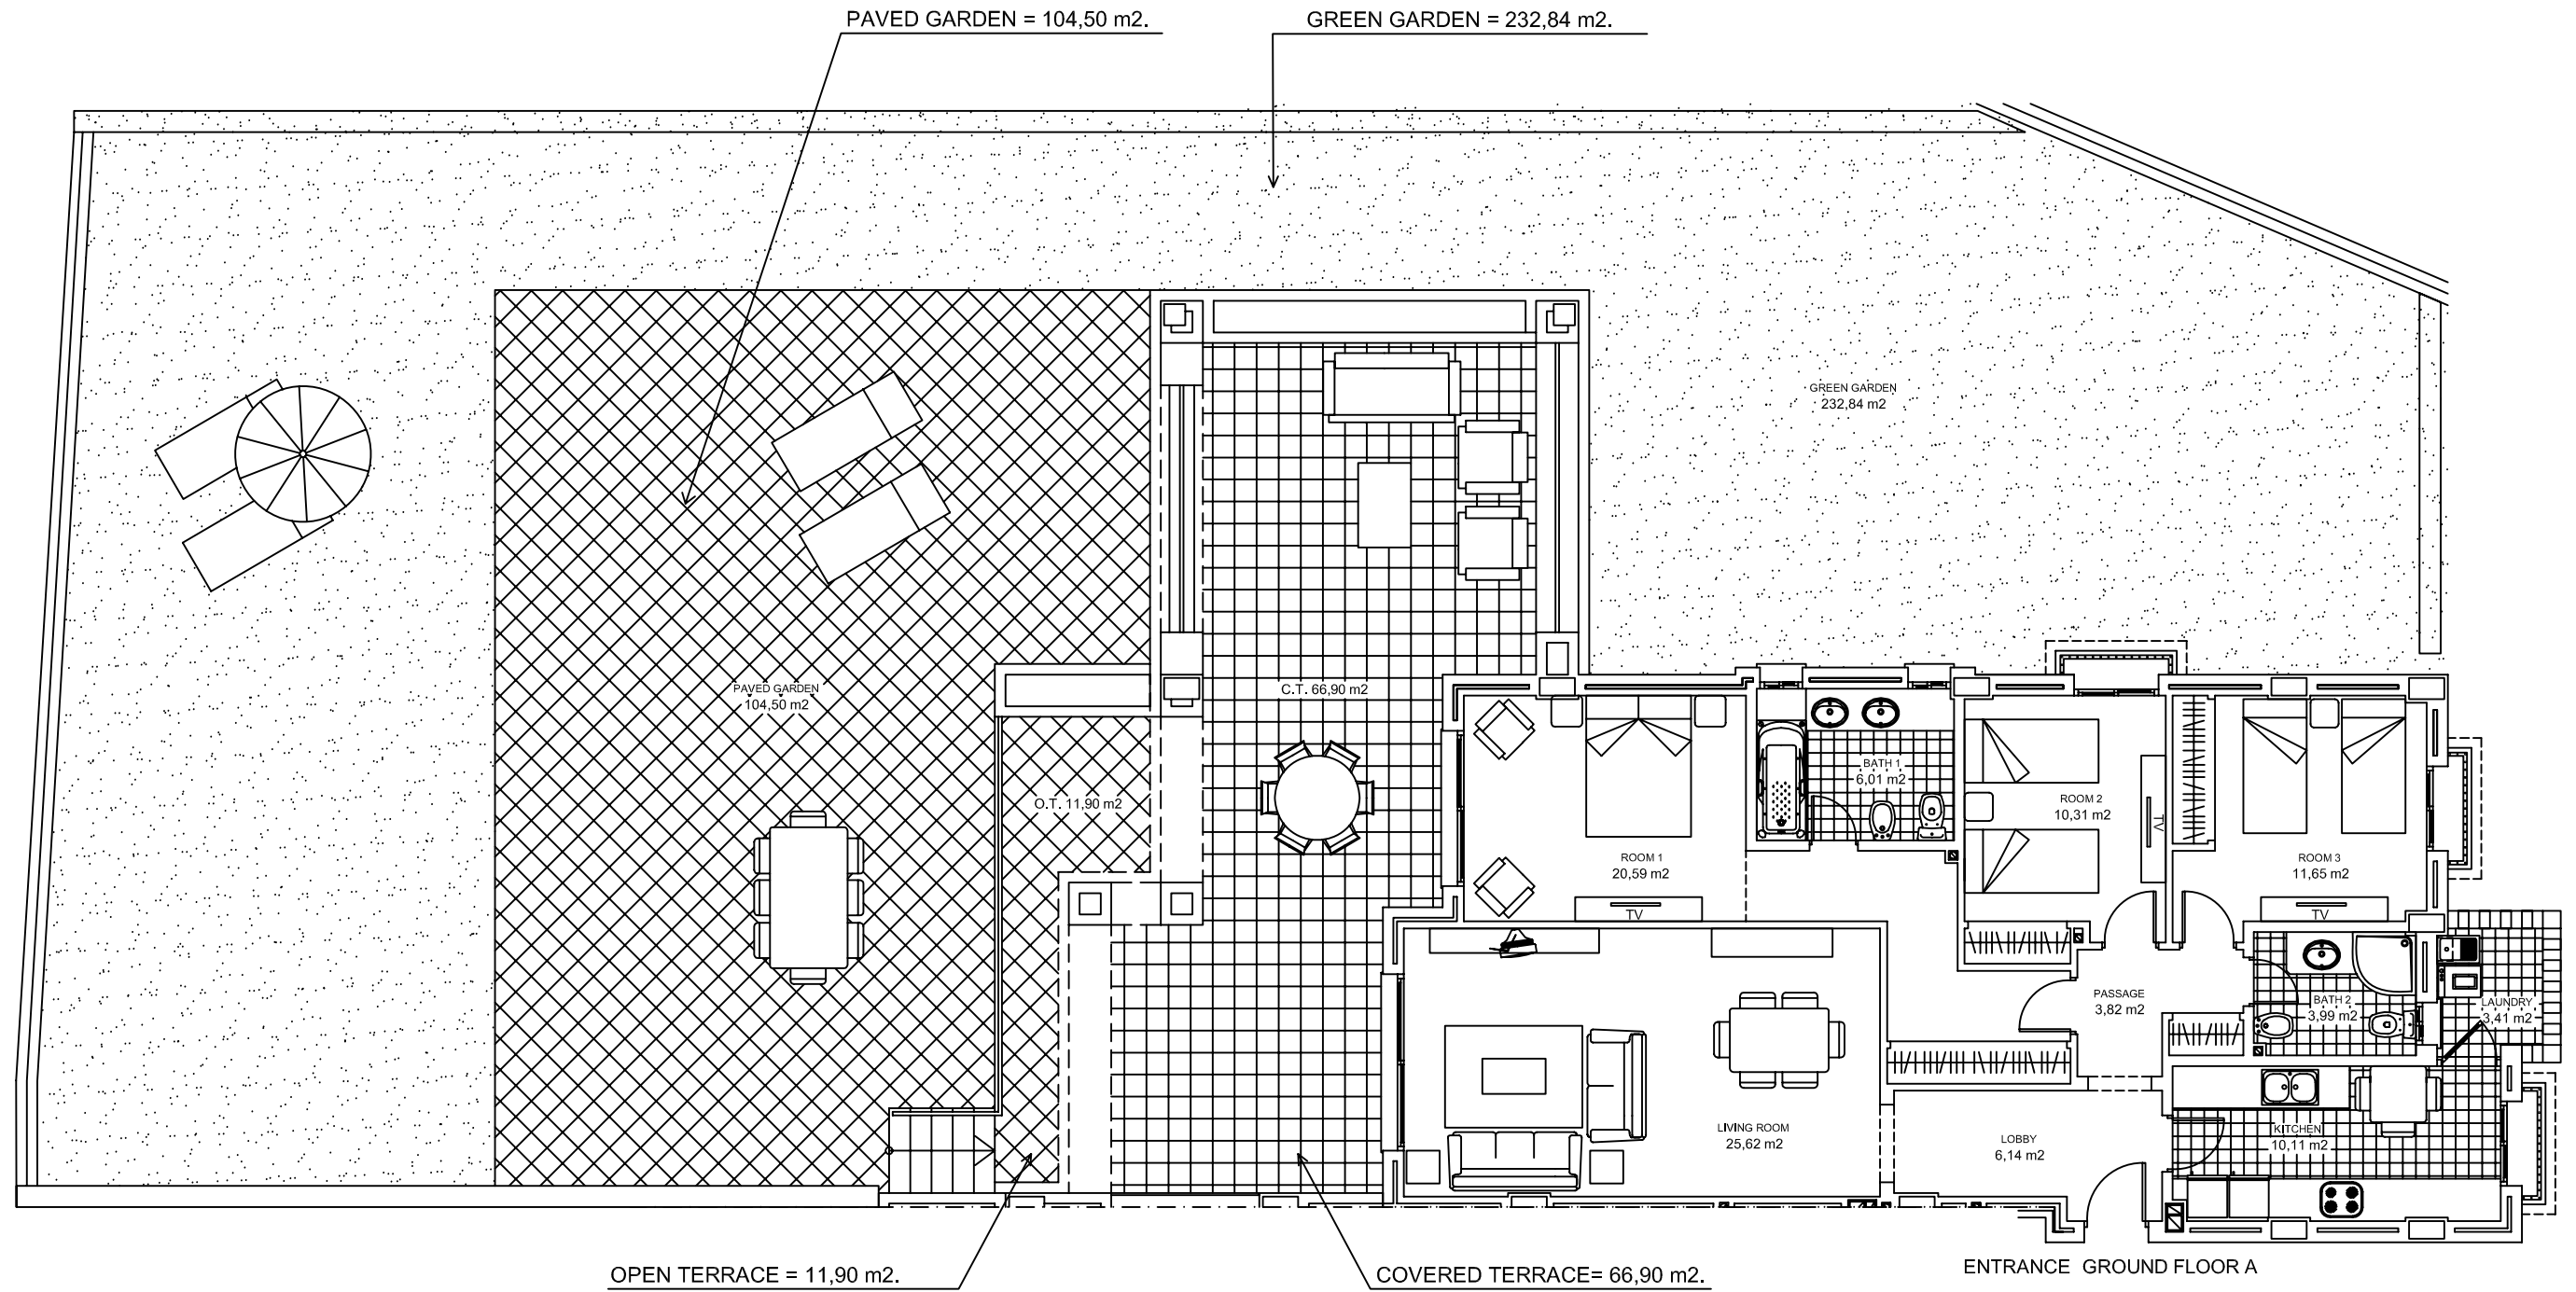 PAVED GARDEN = 104,50 m2.
GREEN GARDEN = 232,84 m2.
GREEN GARDEN
232,84 m2
PAVED GARDEN
104,50 m2
C.T. 66,90 m2
O.T. 11,90 m2
BATH 1
6,01 m2
ROOM 2
10,31 m2
TV
ROOM 1
20,59 m2
ROOM 3
11,65 m2
TV
TV
PASSAGE
3,82 m2
BATH 2
3,99 m2
LAUNDRY
3,41 m2
LIVING ROOM
25,62 m2
LOBBY
6,14 m2
KITCHEN
10,11 m2
OPEN TERRACE = 11,90 m2.
COVERED TERRACE= 66,90 m2.
ENTRANCE GROUND FLOOR A